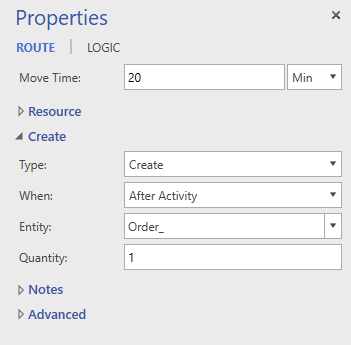 Properties
ROUTE | LOGIC
Move Time: 20 Min
Resource
Create
Type: Create
When: After Activity
Entity: Order_
Quantity: 1
Notes
Advanced